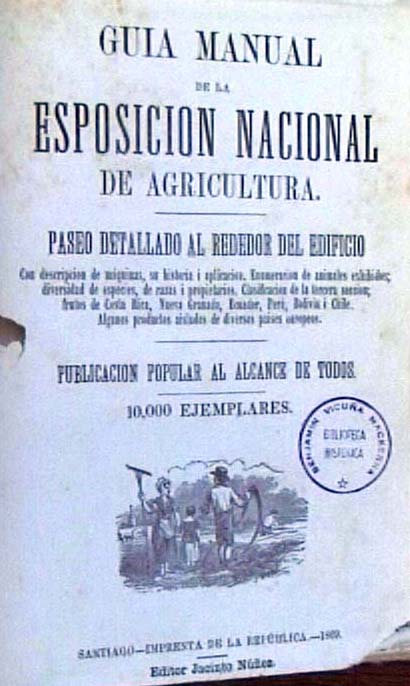 GUIA MANUAL
DE LA
ESPOSICION NACIONAL
DE AGRICULTURA.
PASEO DETALLADO AL REDEDOR DEL EDIFICIO
Con descripcion de máquinas, su historia i aplicacion. Enumeracion de animales exhibidos;
diversidad de especies, de razas i propietarios. Clasificacion de la tercera seccion;
frutos de Costa Rica, Nueva Granada, Ecuador, Perú, Bolivia i Chile.
Algunos productos aislados de diversos paises europeos.
PUBLICACION POPULAR AL ALCANCE DE TODOS.
10,000 EJEMPLARES.
BENJAMIN VICUÑA MACKENNA
BIBLIOTECA
HISTORICA
SANTIAGO—IMPRENTA DE LA REPÚBLICA.—1869.
Editor Jacinto Núñez.